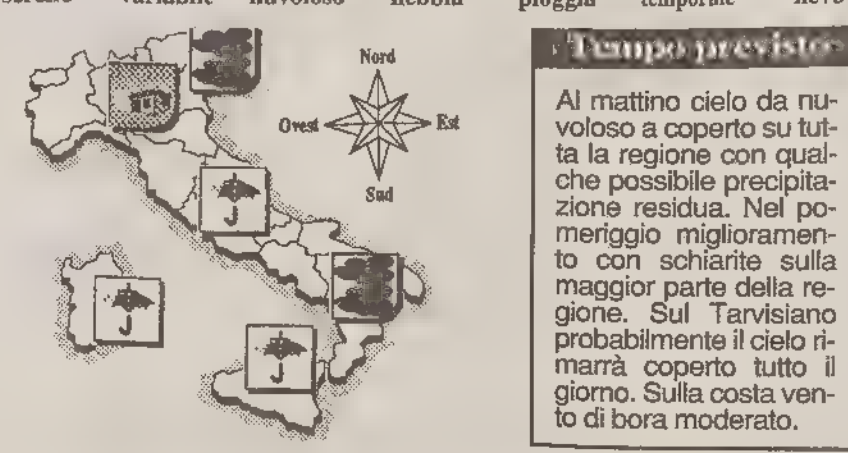 variabile nuvoloso nebbia pioggia temporale neve
Nord
Ovest
Est
Sud
Tempo previsto
Al mattino cielo da nu-
voloso a coperto su tut-
ta la regione con qual-
che possibile precipita-
zione residua. Nel po-
meriggio miglioramen-
to con schiarite sulla
maggior parte della re-
gione. Sul Tarvisiano
probabilmente il cielo ri-
marrà coperto tutto il
giorno. Sulla costa ven-
to di bora moderato.